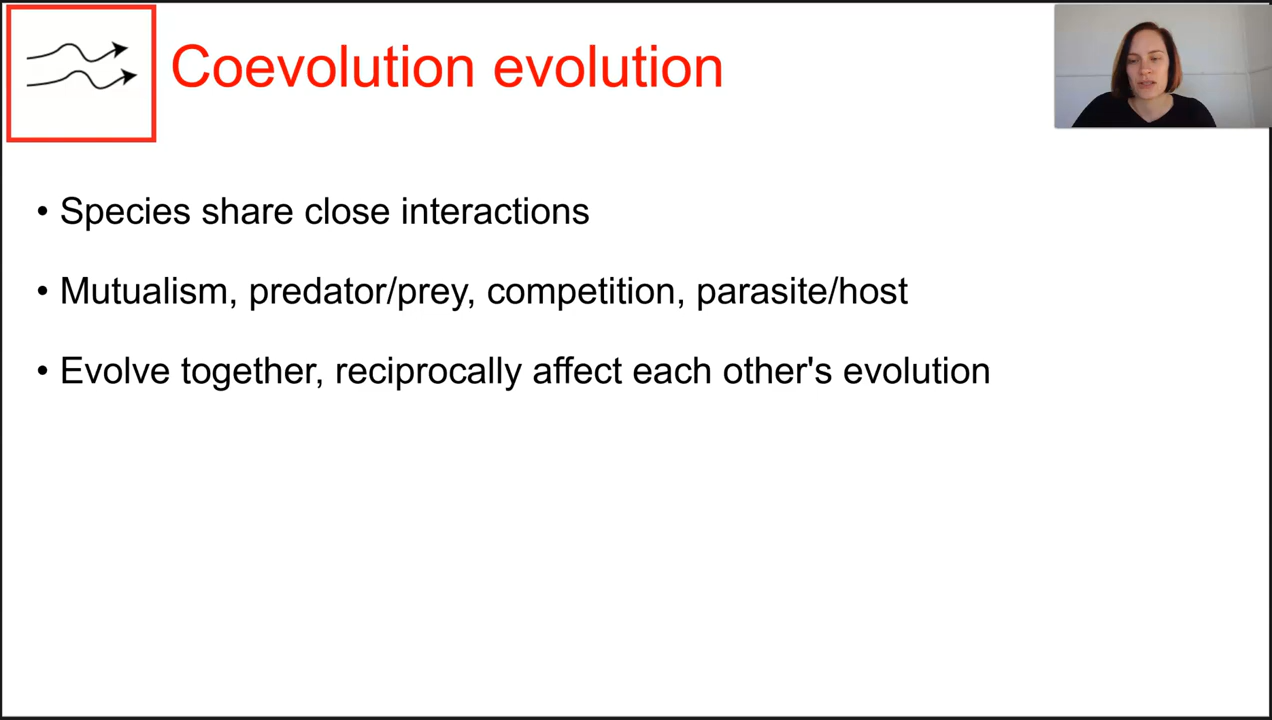 Coevolution evolution
• Species share close interactions
• Mutualism, predator/prey, competition, parasite/host
• Evolve together, reciprocally affect each other's evolution